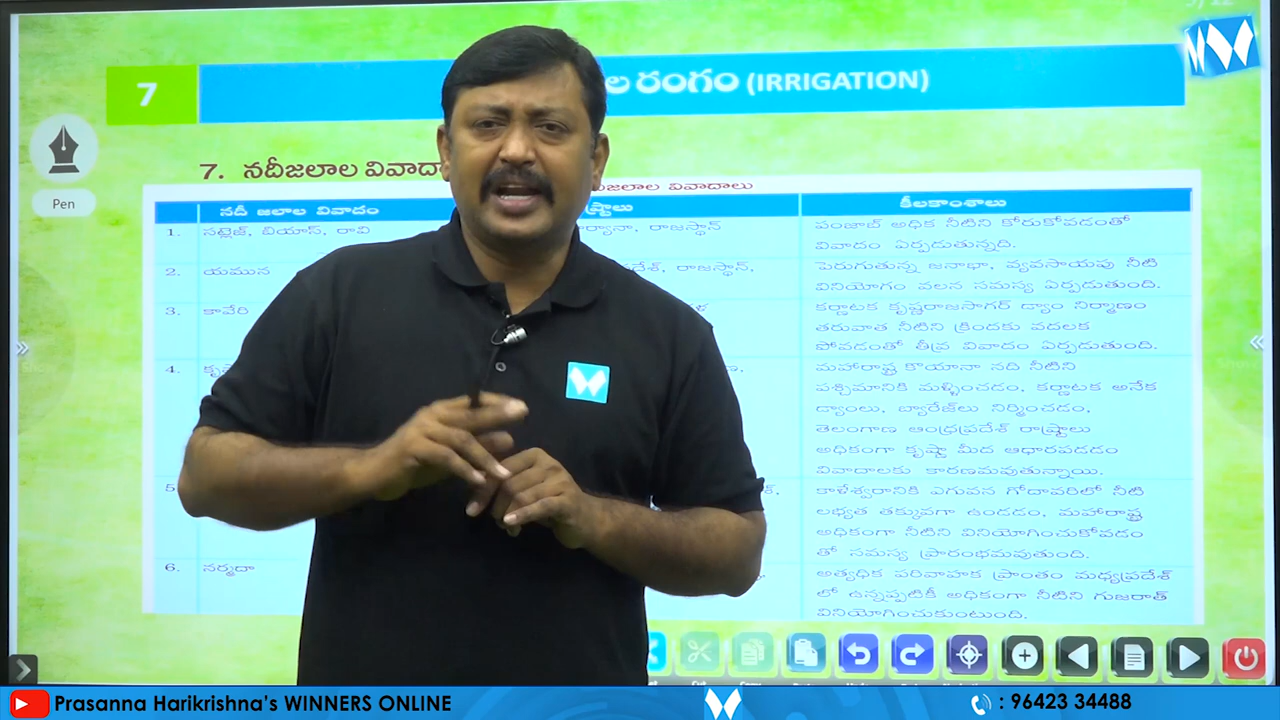 7
ల రంగం (IRRIGATION)
Pen
7. నదీజలాల వివాదా
జలాల వివాదాలు
నదీ జలాల వివాదం
ష్ట్రాలు
కీలకాంశాలు
1. సట్లెజ్, బియాస్, రావి
ర్యానా, రాజస్థాన్
పంజాబ్ అధిక నీటిని కోరుకోవడంతో
వివాదం ఏర్పడుతున్నది.
2. యమున
దేశ్, రాజస్థాన్,
పెరుగుతున్న జనాభా, వ్యవసాయపు నీటి
వినియోగం వలన సమస్య ఏర్పడుతుంది.
3. కావేరి
ళ
కర్ణాటక కృష్ణరాజసాగర్ డ్యాం నిర్మాణం
తరువాత నీటిని క్రిందకు వదలక
పోవడంతో తీవ్ర వివాదం ఏర్పడుతుంది.
4. కృ
మహారాష్ట్ర కొయానా నది నీటిని
పశ్చిమానికి మళ్ళించడం, కర్ణాటక అనేక
డ్యాంలు, బ్యారేజ్‌లు నిర్మించడం,
తెలంగాణ ఆంధ్రప్రదేశ్ రాష్ట్రాలు
అధికంగా కృష్ణా మీద ఆధారపడడం
వివాదాలకు కారణమవుతున్నాయి.
5
శ్,
కాళేశ్వరానికి ఎగువన గోదావరిలో నీటి
లభ్యత తక్కువగా ఉండడం, మహారాష్ట్ర
అధికంగా నీటిని వినియోగించుకోవడం
తో సమస్య ప్రారంభమవుతుంది.
6. నర్మదా
అత్యధిక పరివాహక ప్రాంతం మధ్యప్రదేశ్
లో ఉన్నప్పటికీ అధికంగా నీటిని గుజరాత్
వినియోగించుకుంటుంది.
Prasanna Harikrishna's WINNERS ONLINE
: 96423 34488